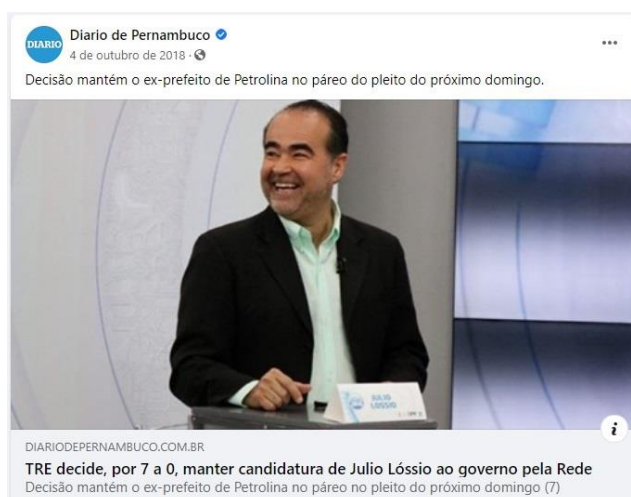 DIARIO
Diario de Pernambuco
4 de outubro de 2018 ·
Decisão mantém o ex-prefeito de Petrolina no páreo do pleito do próximo domingo.
JULIO
LOSSIO
DIARIODEPERNAMBUCO.COM.BR
TRE decide, por 7 a 0, manter candidatura de Julio Lóssio ao governo pela Rede
Decisão mantém o ex-prefeito de Petrolina no páreo no pleito do próximo domingo (7)